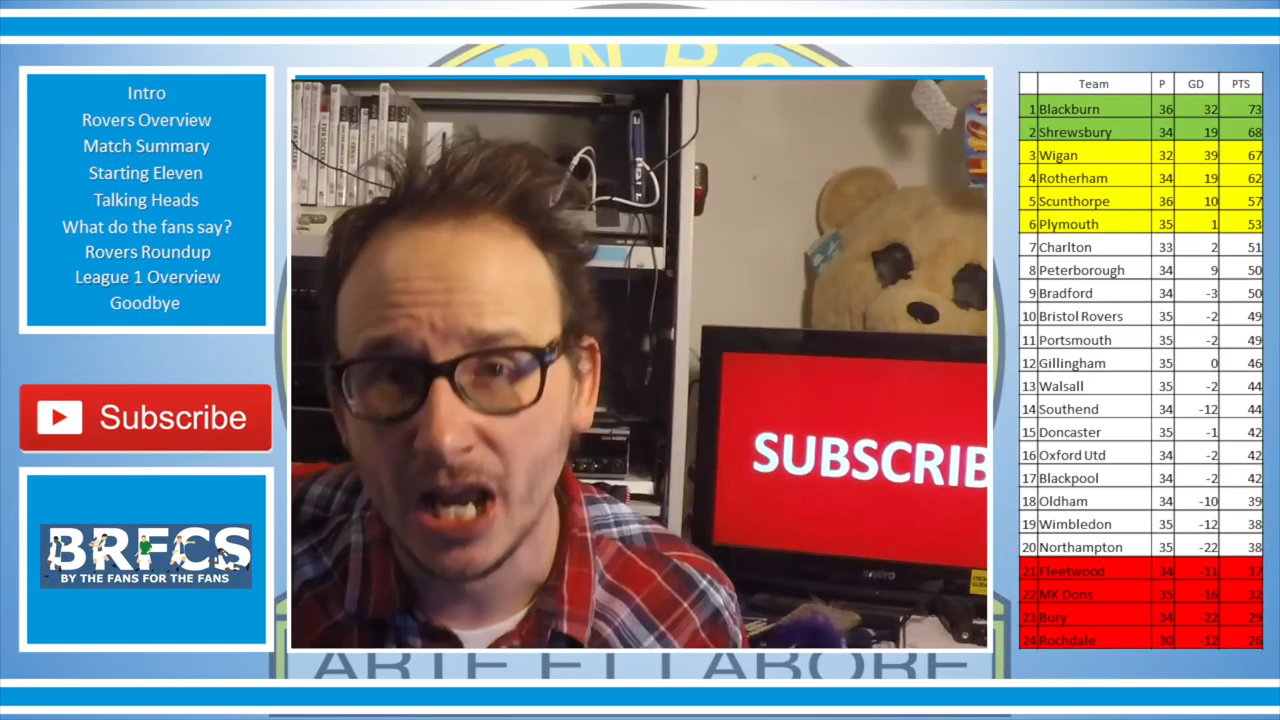 Intro
Rovers Overview
Match Summary
Starting Eleven
Talking Heads
What do the fans say?
Rovers Roundup
League 1 Overview
Goodbye
Subscribe
BRFCS
BY THE FANS FOR THE FANS
SUBSCRIB
SANYO
ARTE ET LABORE
Team P GD PTS
1 Blackburn 36 32 73
2 Shrewsbury 34 19 68
3 Wigan 32 39 67
4 Rotherham 34 19 62
5 Scunthorpe 36 10 57
6 Plymouth 35 1 53
7 Charlton 33 2 51
8 Peterborough 34 9 50
9 Bradford 34 -3 50
10 Bristol Rovers 35 -2 49
11 Portsmouth 35 -2 49
12 Gillingham 35 0 46
13 Walsall 35 -2 44
14 Southend 34 -12 44
15 Doncaster 35 -1 42
16 Oxford Utd 34 -2 42
17 Blackpool 34 -2 42
18 Oldham 34 -10 39
19 Wimbledon 35 -12 38
20 Northampton 35 -22 38
21 Fleetwood 34 -11 37
22 MK Dons 35 -16 32
23 Bury 34 -22 29
24 Rochdale 30 -12 26